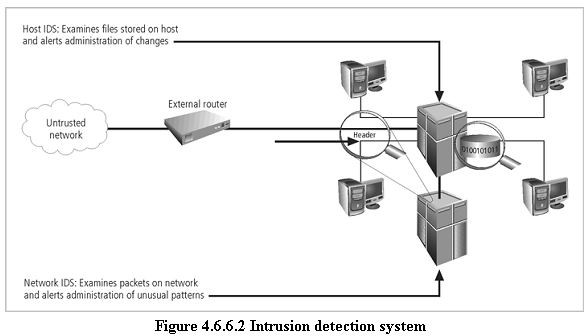 Host IDS: Examines files stored on host
and alerts administration of changes
External router
Untrusted
network
Header
0100101011
Network IDS: Examines packets on network
and alerts administration of unusual patterns
Figure 4.6.6.2 Intrusion detection system